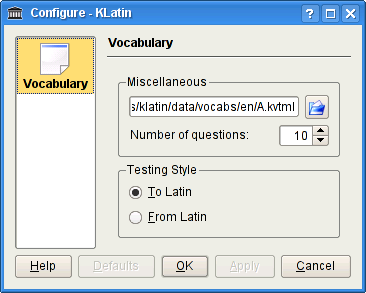 Configure - KLatin
Vocabulary
Vocabulary
Miscellaneous
s/klatin/data/vocabs/en/A.kvtml
Number of questions: 10
Testing Style
To Latin
From Latin
Help Defaults OK Apply Cancel